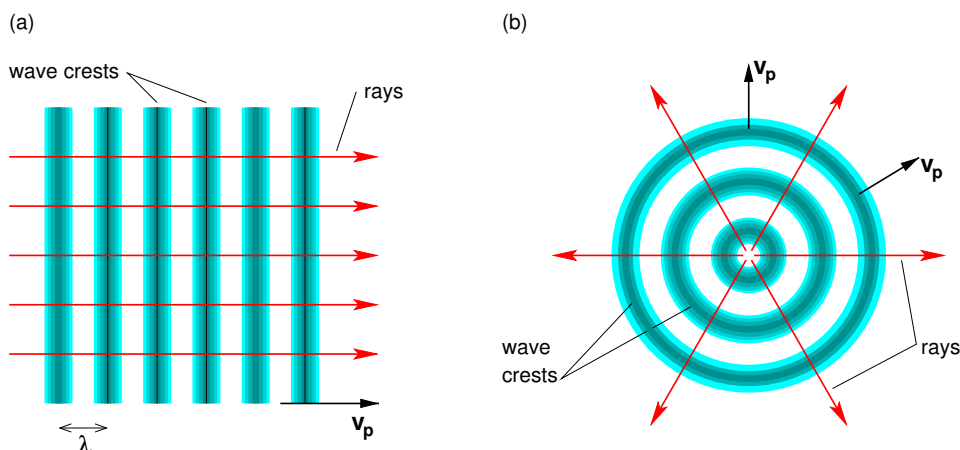 (a)
wave crests
rays
v_p
λ
(b)
v_p
v_p
wave
crests
rays